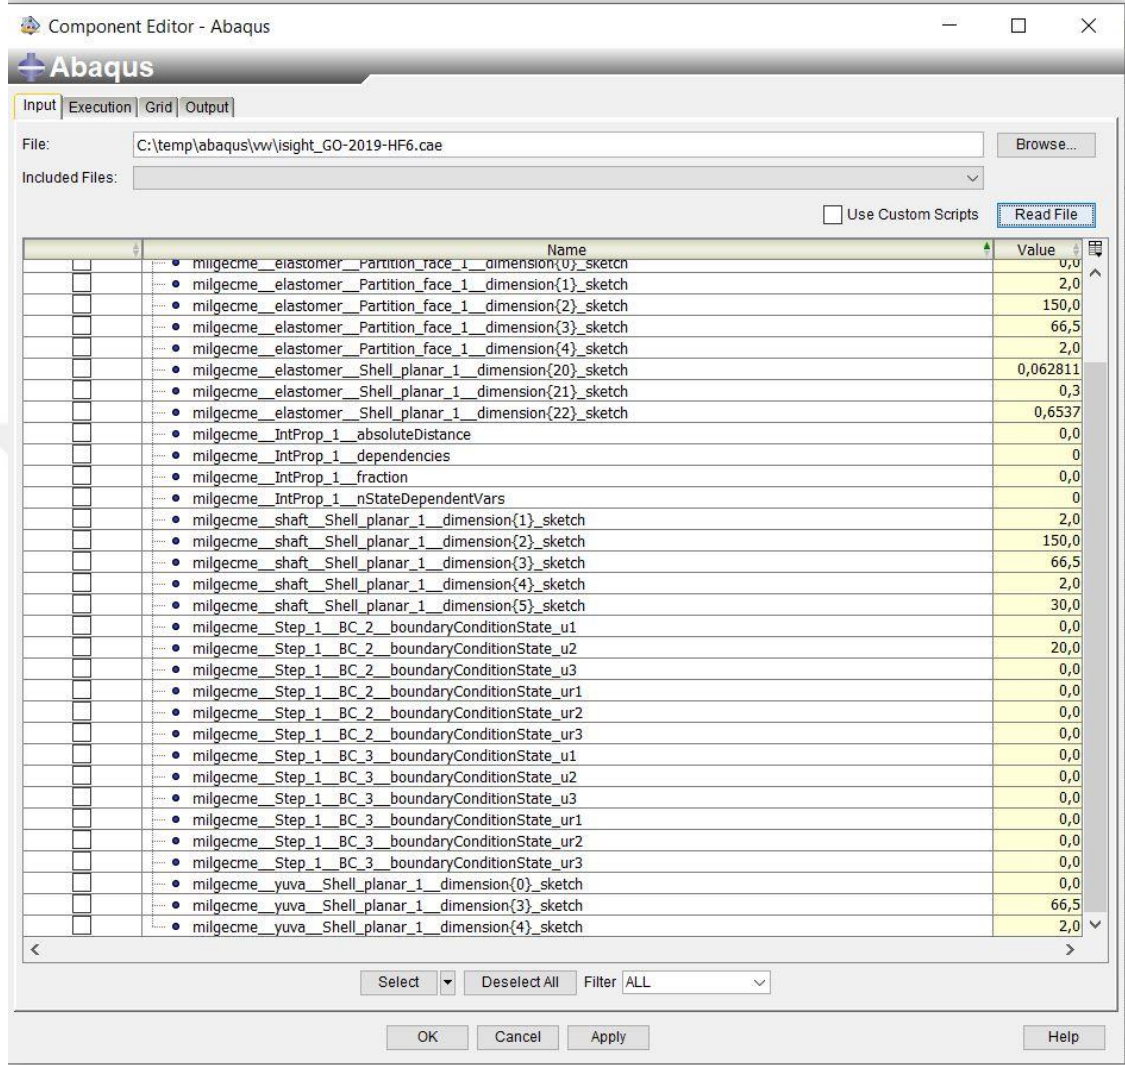 Component Editor - Abaqus
Abaqus
Input Execution Grid Output
File: C:\temp\abaqus\vw\isight_GO-2019-HF6.cae Browse...
Included Files:
Use Custom Scripts Read File
Name Value
milgecme__elastomer__Partition_face_1__dimension{0}_sketch 0,0
milgecme__elastomer__Partition_face_1__dimension{1}_sketch 2,0
milgecme__elastomer__Partition_face_1__dimension{2}_sketch 150,0
milgecme__elastomer__Partition_face_1__dimension{3}_sketch 66,5
milgecme__elastomer__Partition_face_1__dimension{4}_sketch 2,0
milgecme__elastomer__Shell_planar_1__dimension{20}_sketch 0,062811
milgecme__elastomer__Shell_planar_1__dimension{21}_sketch 0,3
milgecme__elastomer__Shell_planar_1__dimension{22}_sketch 0,6537
milgecme__IntProp_1__absoluteDistance 0,0
milgecme__IntProp_1__dependencies 0
milgecme__IntProp_1__fraction 0,0
milgecme__IntProp_1__nStateDependentVars 0
milgecme__shaft__Shell_planar_1__dimension{1}_sketch 2,0
milgecme__shaft__Shell_planar_1__dimension{2}_sketch 150,0
milgecme__shaft__Shell_planar_1__dimension{3}_sketch 66,5
milgecme__shaft__Shell_planar_1__dimension{4}_sketch 2,0
milgecme__shaft__Shell_planar_1__dimension{5}_sketch 30,0
milgecme__Step_1__BC_2__boundaryConditionState_u1 0,0
milgecme__Step_1__BC_2__boundaryConditionState_u2 20,0
milgecme__Step_1__BC_2__boundaryConditionState_u3 0,0
milgecme__Step_1__BC_2__boundaryConditionState_ur1 0,0
milgecme__Step_1__BC_2__boundaryConditionState_ur2 0,0
milgecme__Step_1__BC_2__boundaryConditionState_ur3 0,0
milgecme__Step_1__BC_3__boundaryConditionState_u1 0,0
milgecme__Step_1__BC_3__boundaryConditionState_u2 0,0
milgecme__Step_1__BC_3__boundaryConditionState_u3 0,0
milgecme__Step_1__BC_3__boundaryConditionState_ur1 0,0
milgecme__Step_1__BC_3__boundaryConditionState_ur2 0,0
milgecme__Step_1__BC_3__boundaryConditionState_ur3 0,0
milgecme__yuva__Shell_planar_1__dimension{0}_sketch 0,0
milgecme__yuva__Shell_planar_1__dimension{3}_sketch 66,5
milgecme__yuva__Shell_planar_1__dimension{4}_sketch 2,0
Select Deselect All Filter ALL
OK Cancel Apply Help